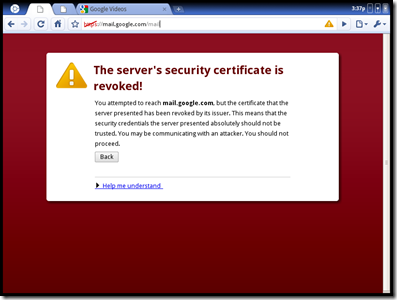 Google Videos
3:37p
https://mail.google.com/mail
The server's security certificate is
revoked!
You attempted to reach mail.google.com, but the certificate that the
server presented has been revoked by its issuer. This means that the
security credentials the server presented absolutely should not be
trusted. You may be communicating with an attacker. You should not
proceed.
Back
Help me understand